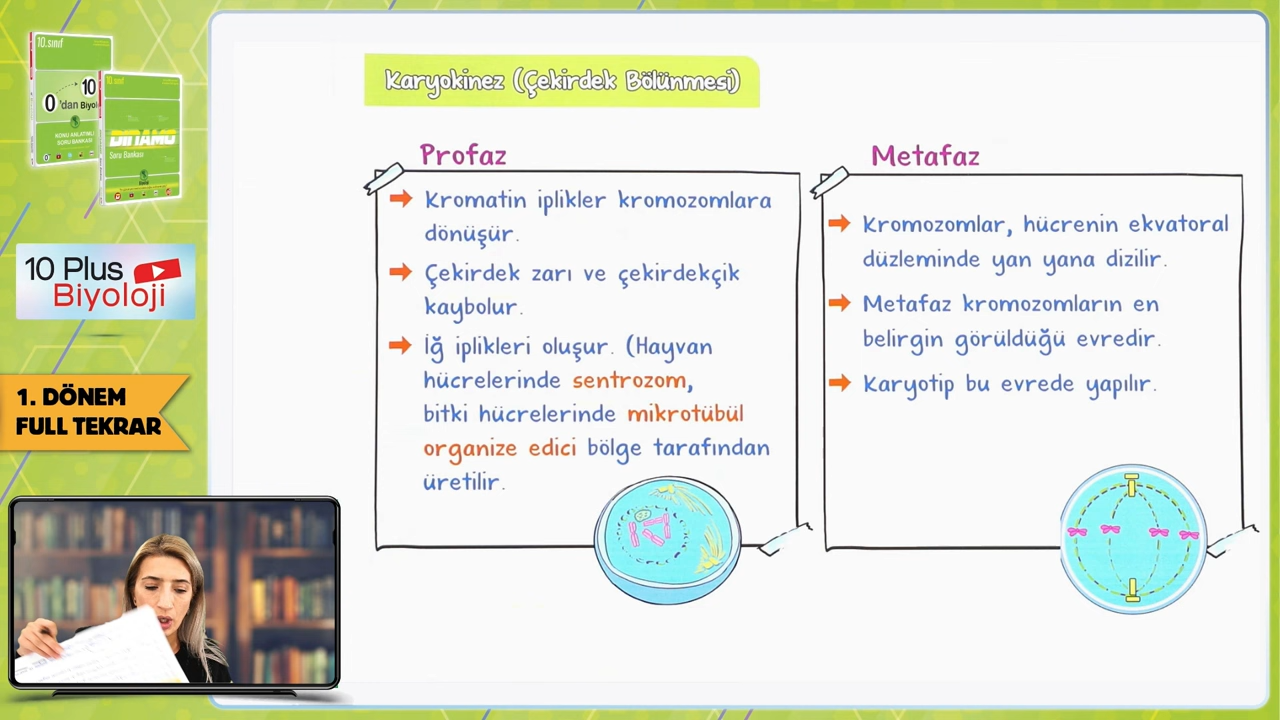 10.sınıf
0'dan 10
Biyol
KONU ANLATIMLI
SORU BANKASI
10.sınıf
DİNAMO
Soru Bankası
10 Plus
Biyoloji
1. DÖNEM
FULL TEKRAR
Karyokinez (Çekirdek Bölünmesi)
Profaz
Kromatin iplikler kromozomlara
dönüşür.
Çekirdek zarı ve çekirdekçik
kaybolur.
İğ iplikleri oluşur. (Hayvan
hücrelerinde sentrozom,
bitki hücrelerinde mikrotübül
organize edici bölge tarafından
üretilir.
Metafaz
Kromozomlar, hücrenin ekvatoral
düzleminde yan yana dizilir.
Metafaz kromozomların en
belirgin görüldüğü evredir.
Karyotip bu evrede yapılır.